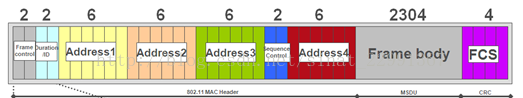 2 2 6 6 6 2 6 2304 4
Frame control
Duration /ID
Address1
Address2
Address3
Sequence Control
Address4
Frame body
FCS
802.11 MAC Header
MSDU
CRC